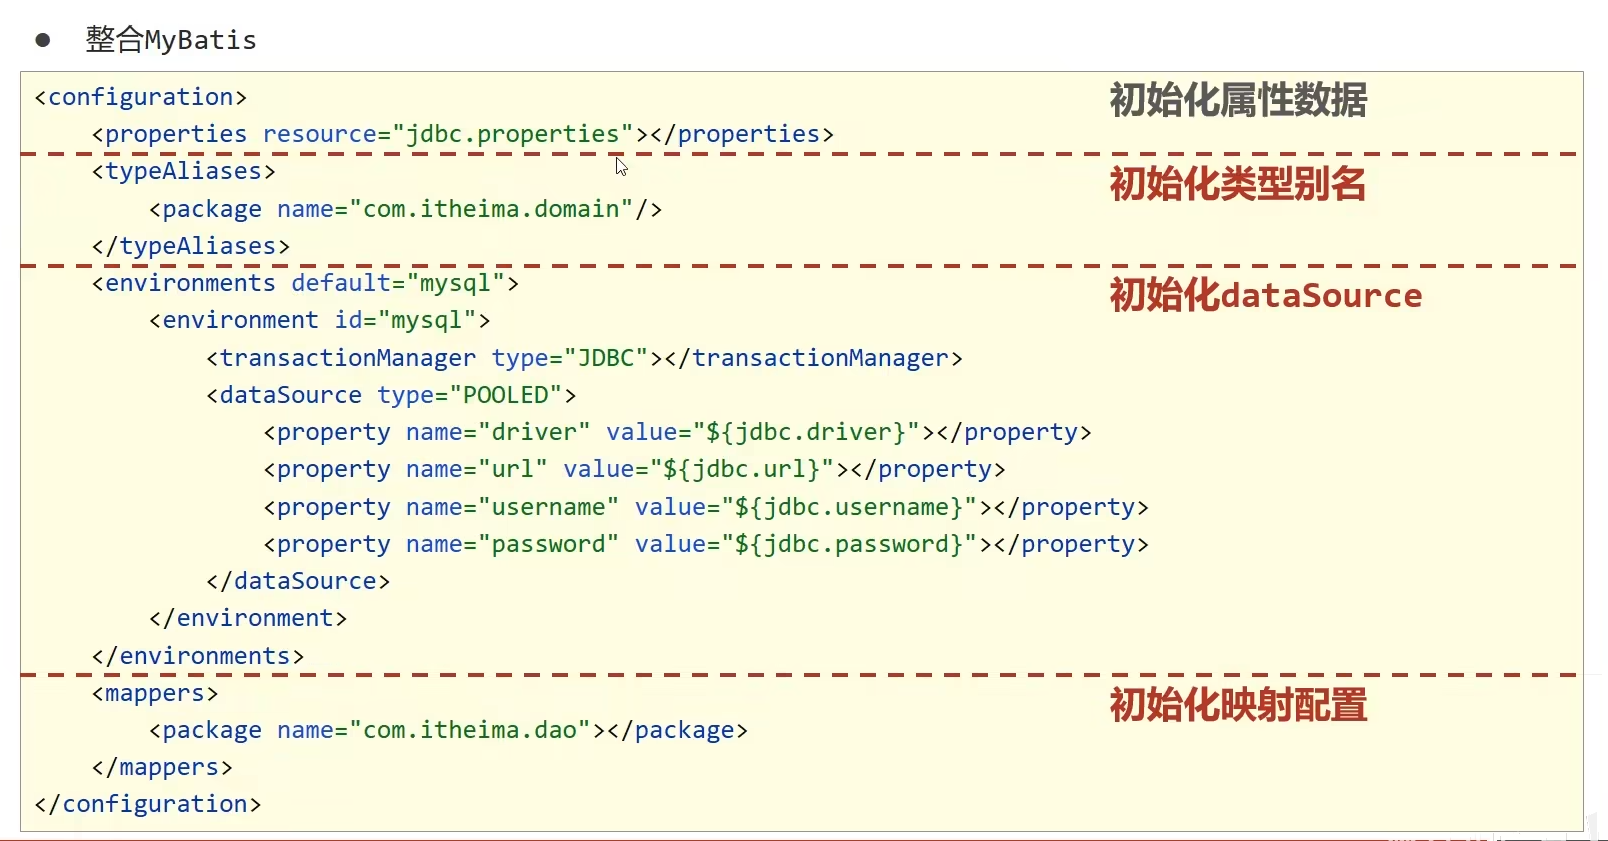 ● 整合MyBatis
<configuration> 初始化属性数据
<properties resource="jdbc.properties"></properties>
<typeAliases> 初始化类型别名
<package name="com.itheima.domain"/>
</typeAliases>
<environments default="mysql"> 初始化dataSource
<environment id="mysql">
<transactionManager type="JDBC"></transactionManager>
<dataSource type="POOLED">
<property name="driver" value="${jdbc.driver}"></property>
<property name="url" value="${jdbc.url}"></property>
<property name="username" value="${jdbc.username}"></property>
<property name="password" value="${jdbc.password}"></property>
</dataSource>
</environment>
</environments>
<mappers> 初始化映射配置
<package name="com.itheima.dao"></package>
</mappers>
</configuration>